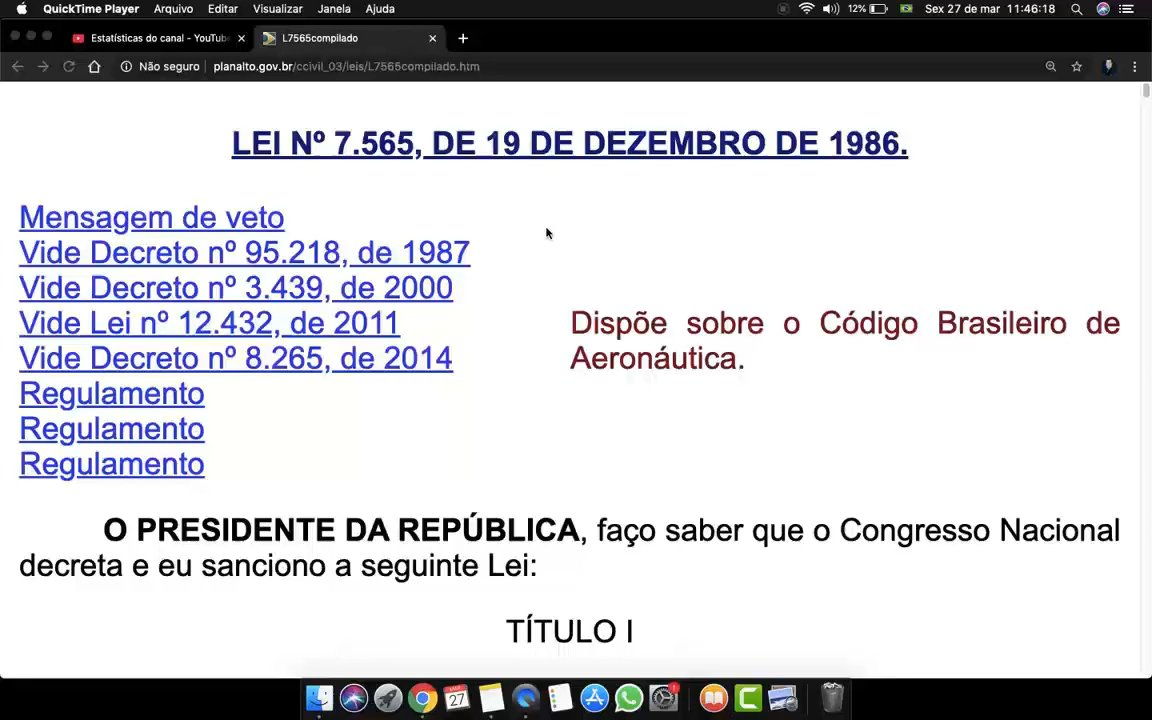 QuickTime Player Arquivo Editar Visualizar Janela Ajuda 12% Sex 27 de mar 11:46:18
Estatísticas do canal - YouTube L7565compilado
Não seguro planalto.gov.br/ccivil_03/leis/L7565compilado.htm
LEI Nº 7.565, DE 19 DE DEZEMBRO DE 1986.
Mensagem de veto
Vide Decreto nº 95.218, de 1987
Vide Decreto nº 3.439, de 2000
Vide Lei nº 12.432, de 2011
Vide Decreto nº 8.265, de 2014
Regulamento
Regulamento
Regulamento
Dispõe sobre o Código Brasileiro de
Aeronáutica.
O PRESIDENTE DA REPÚBLICA, faço saber que o Congresso Nacional
decreta e eu sanciono a seguinte Lei:
TÍTULO I
27
1